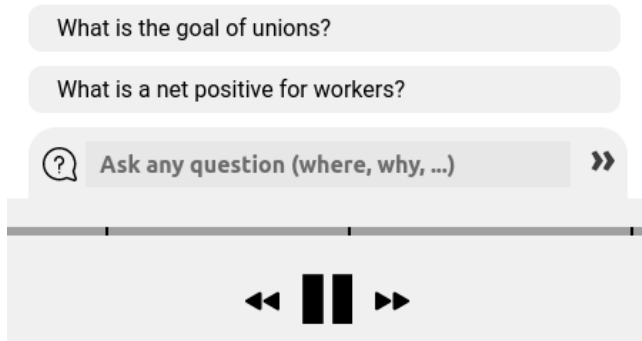 What is the goal of unions?
What is a net positive for workers?
Ask any question (where, why, ...)